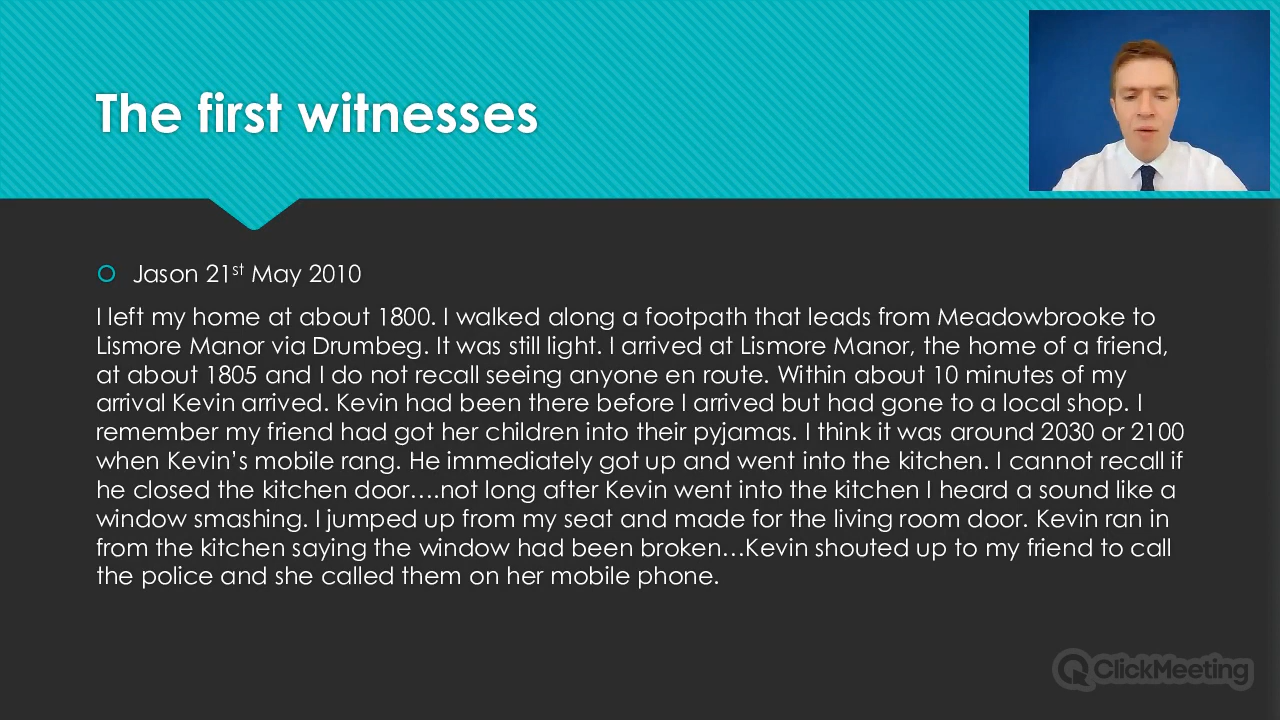 The first witnesses
Jason 21st May 2010
I left my home at about 1800. I walked along a footpath that leads from Meadowbrooke to
Lismore Manor via Drumbeg. It was still light. I arrived at Lismore Manor, the home of a friend,
at about 1805 and I do not recall seeing anyone en route. Within about 10 minutes of my
arrival Kevin arrived. Kevin had been there before I arrived but had gone to a local shop. I
remember my friend had got her children into their pyjamas. I think it was around 2030 or 2100
when Kevin’s mobile rang. He immediately got up and went into the kitchen. I cannot recall if
he closed the kitchen door….not long after Kevin went into the kitchen I heard a sound like a
window smashing. I jumped up from my seat and made for the living room door. Kevin ran in
from the kitchen saying the window had been broken…Kevin shouted up to my friend to call
the police and she called them on her mobile phone.
ClickMeeting